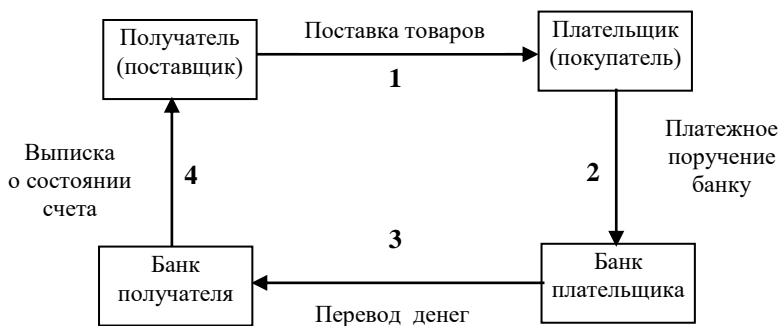 Получатель
(поставщик)
Поставка товаров
1
Плательщик
(покупатель)
Выписка
о состоянии
счета
4
2
Платежное
поручение
банку
3
Банк
получателя
Перевод денег
Банк
плательщика